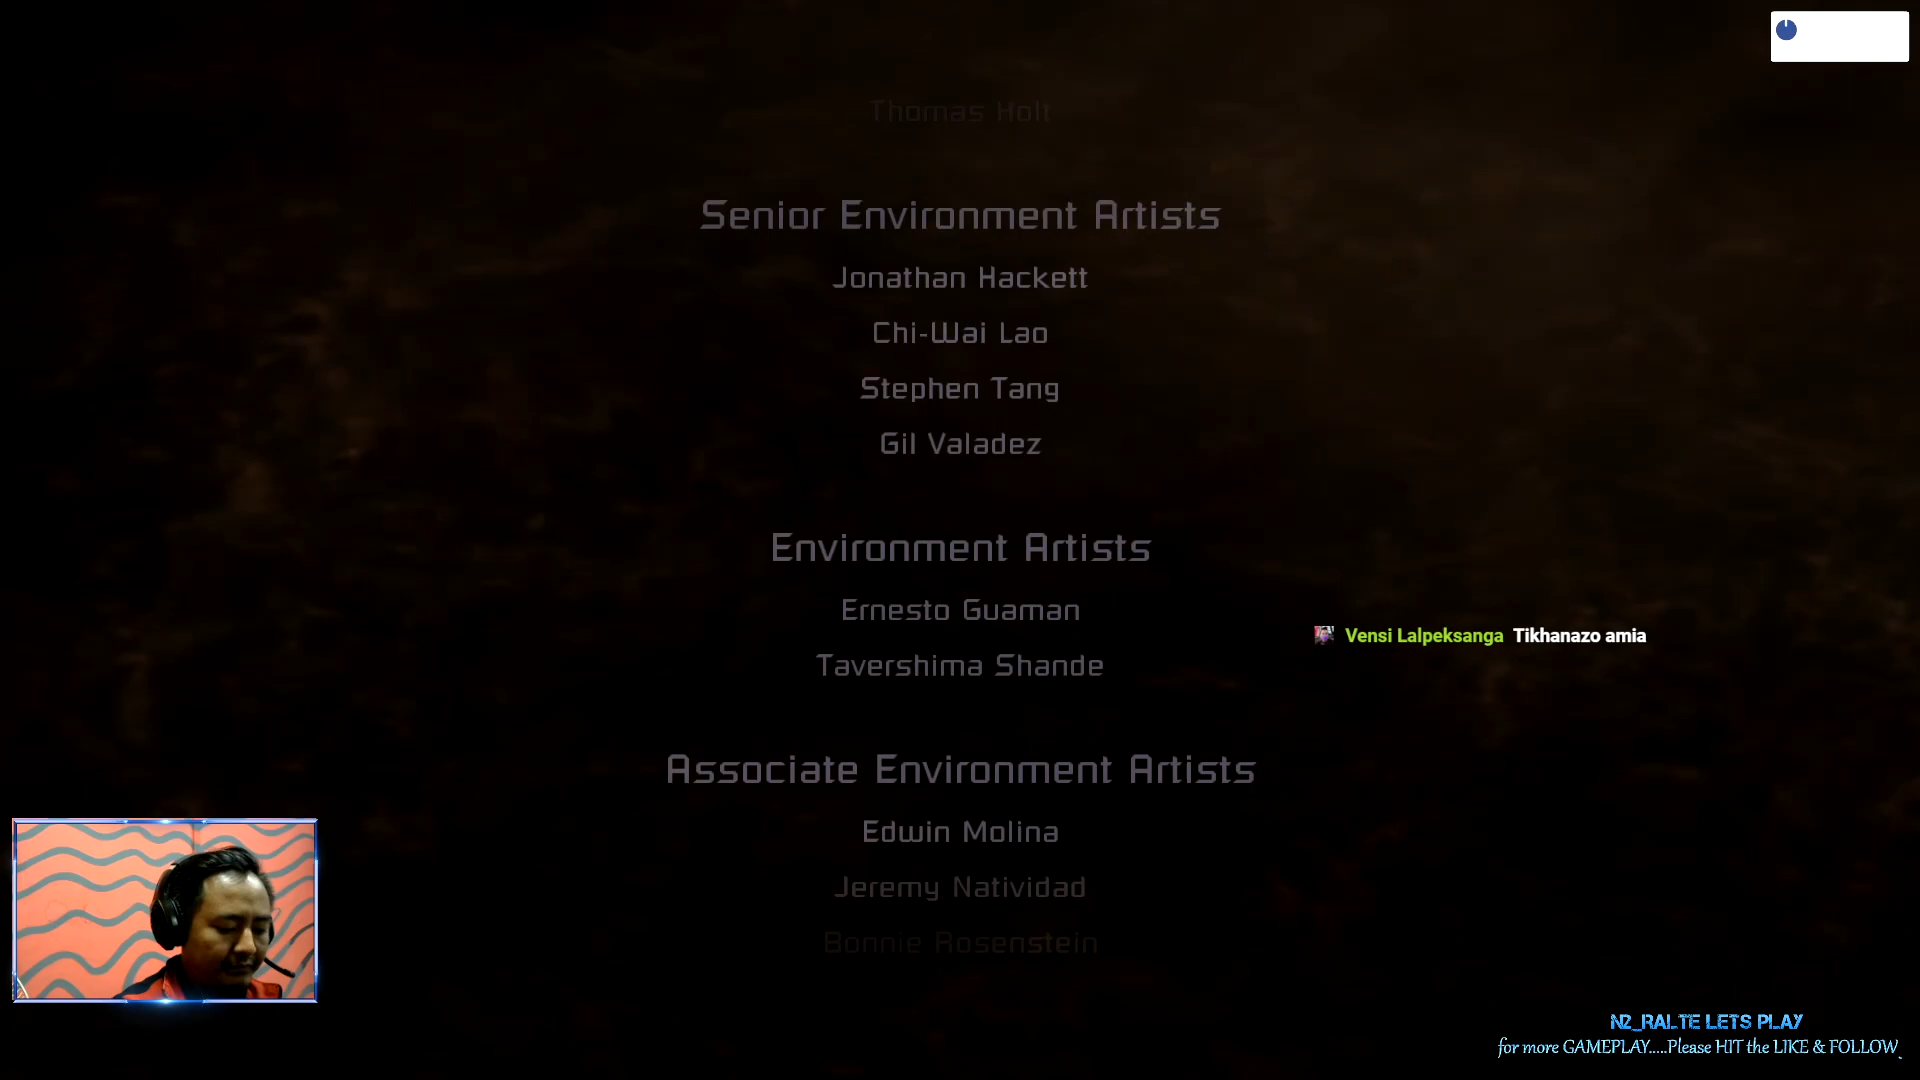 Thomas Holt
Senior Environment Artists
Jonathan Hackett
Chi-Wai Lao
Stephen Tang
Gil Valadez
Environment Artists
Ernesto Guaman
Tavershima Shande
Vensi Lalpeksanga Tikhanazo amia
Associate Environment Artists
Edwin Molina
Jeremy Natividad
Bonnie Rosenstein
N2_RALTE LETS PLAY
for more GAMEPLAY.....Please HIT the LIKE & FOLLOW